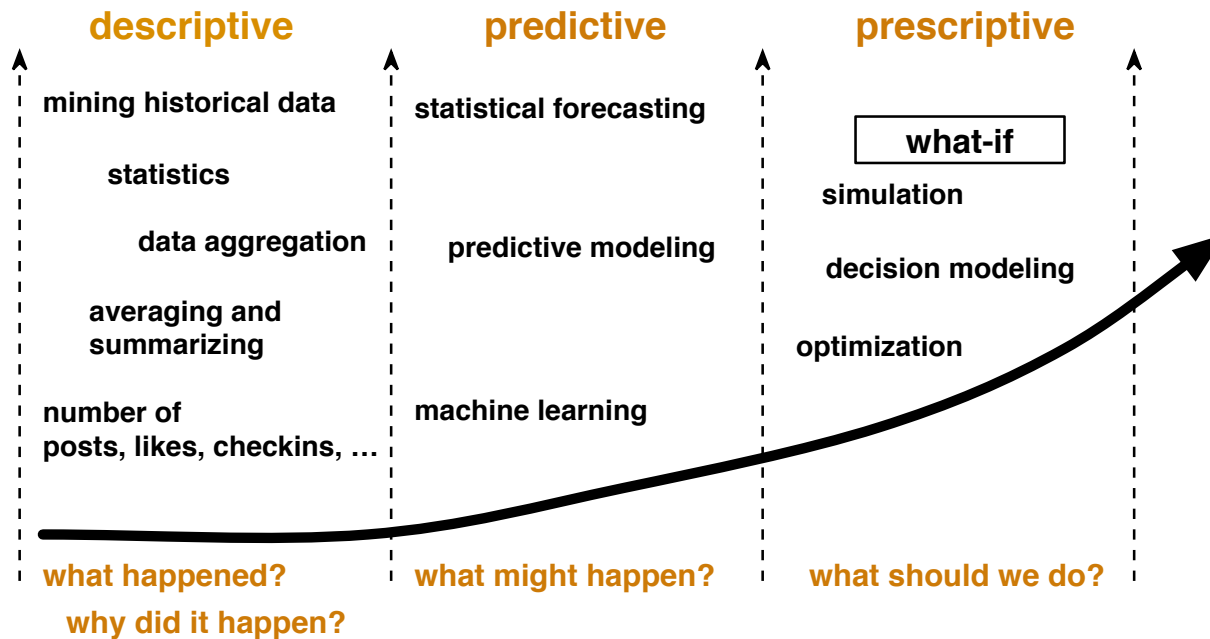 descriptive
predictive
prescriptive
mining historical data
statistics
data aggregation
averaging and
summarizing
number of
posts, likes, checkins, …
statistical forecasting
predictive modeling
machine learning
what-if
simulation
decision modeling
optimization
what happened?
why did it happen?
what might happen?
what should we do?